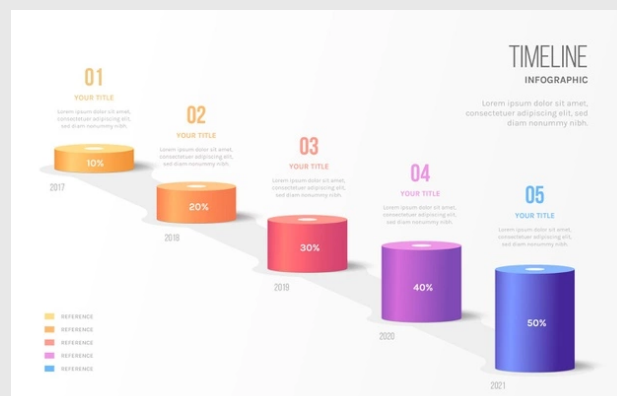 TIMELINE
INFOGRAPHIC
Lorem ipsum dolor sit amet,
consectetuer adipiscing elit, sed
diam nonummy nibh.
01
YOUR TITLE
Lorem ipsum dolor sit amet,
consectetuer adipiscing elit,
sed diam nonummy nibh.
10%
2017
02
YOUR TITLE
Lorem ipsum dolor sit amet,
consectetuer adipiscing elit,
sed diam nonummy nibh.
20%
2018
03
YOUR TITLE
Lorem ipsum dolor sit amet,
consectetuer adipiscing elit,
sed diam nonummy nibh.
30%
2019
04
YOUR TITLE
Lorem ipsum dolor sit amet,
consectetuer adipiscing elit,
sed diam nonummy nibh.
40%
2020
05
YOUR TITLE
Lorem ipsum dolor sit amet,
consectetuer adipiscing elit,
sed diam nonummy nibh.
50%
2021
REFERENCE
REFERENCE
REFERENCE
REFERENCE
REFERENCE